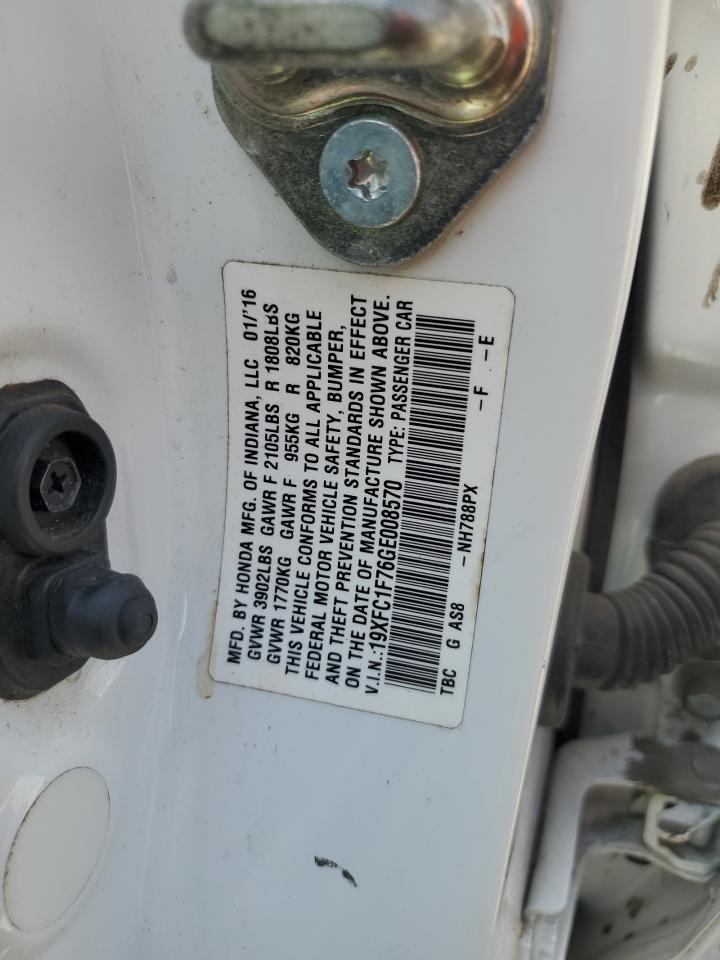 MFD. BY HONDA MFG. OF INDIANA, LLC 01/'16
GVWR 3902LBS GAWR F 2105LBS R 1808LBS
GVWR 1770KG GAWR F 955KG R 820KG
THIS VEHICLE CONFORMS TO ALL APPLICABLE
FEDERAL MOTOR VEHICLE SAFETY, BUMPER,
AND THEFT PREVENTION STANDARDS IN EFFECT
ON THE DATE OF MANUFACTURE SHOWN ABOVE.
V.I.N.:19XFC1F76GE008570 TYPE: PASSENGER CAR
TBC G AS8 -NH788PX -F -E